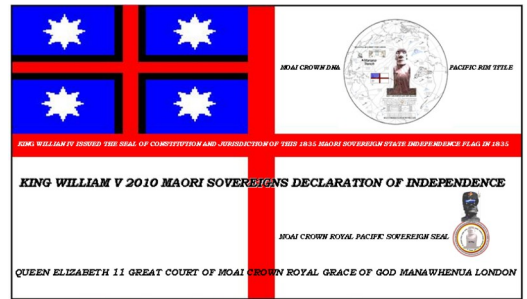 MOAI CROWN DNA
PACIFIC RIM TITLE
KING WILLIAM IV ISSUED THE SEAL OF CONSTITUTION AND JURISDICTION OF THIS 1835 MAORI SOVEREIGN STATE INDEPENDENCE FLAG IN 1835
KING WILLIAM V 2010 MAORI SOVEREIGNS DECLARATION OF INDEPENDENCE
MOAI CROWN ROYAL PACIFIC SOVEREIGN SEAL
QUEEN ELIZABETH 11 GREAT COURT OF MOAI CROWN ROYAL GRACE OF GOD MANAWHENUA LONDON